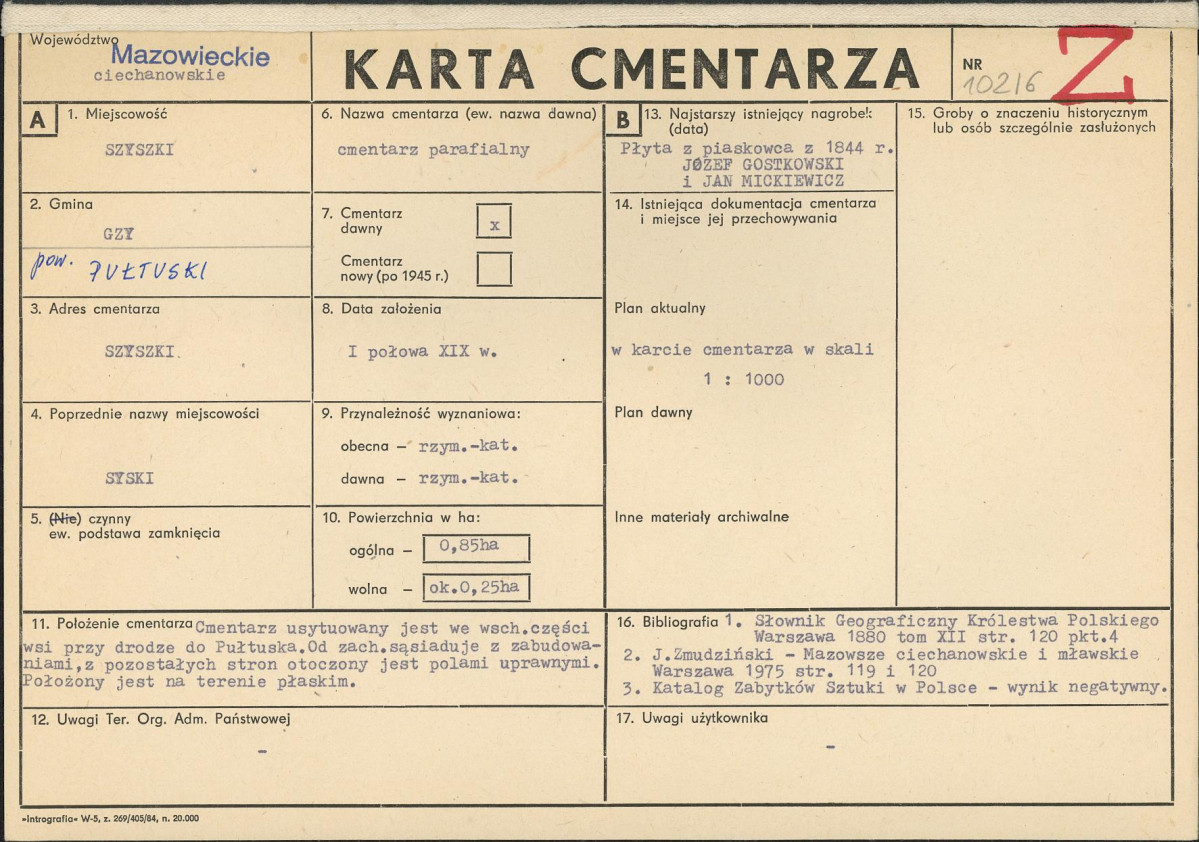 Województwo
Mazowieckie
ciechanowskie
KARTA CMENTARZA
NR
10216
Z
A
1. Miejscowość
SZYSZKI
2. Gmina
GZY
pow. PUŁTUSKI
3. Adres cmentarza
SZYSZKI.
4. Poprzednie nazwy miejscowości
SYSKI
5. (Nie) czynny
ew. podstawa zamknięcia
6. Nazwa cmentarza (ew. nazwa dawna)
cmentarz parafialny
7. Cmentarz
dawny
x
Cmentarz
nowy (po 1945 r.)
8. Data założenia
I połowa XIX w.
9. Przynależność wyznaniowa:
obecna – rzym.-kat.
dawna – rzym.-kat.
10. Powierzchnia w ha:
ogólna – 0,85ha
wolna – ok.0,25ha
B
13. Najstarszy istniejący nagrobek
(data)
Płyta z piaskowca z 1844 r.
JÓZEF GOSTKOWSKI
i JAN MICKIEWICZ
14. Istniejąca dokumentacja cmentarza
i miejsce jej przechowywania
Plan aktualny
w karcie cmentarza w skali
1 : 1000
Plan dawny
Inne materiały archiwalne
15. Groby o znaczeniu historycznym
lub osób szczególnie zasłużonych
11. Położenie cmentarza Cmentarz usytuowany jest we wsch.części
wsi przy drodze do Pułtuska.Od zach.sąsiaduje z zabudowa-
niami,z pozostałych stron otoczony jest polami uprawnymi.
Położony jest na terenie płaskim.
16. Bibliografia 1. Słownik Geograficzny Królestwa Polskiego
Warszawa 1880 tom XII str. 120 pkt.4
2. J.Zmudziński – Mazowsze ciechanowskie i mławskie
Warszawa 1975 str. 119 i 120
3. Katalog Zabytków Sztuki w Polsce – wynik negatywny.
12. Uwagi Ter. Org. Adm. Państwowej
–
17. Uwagi użytkownika
–
»Intrografia« W-5, z. 269/405/84, n. 20.000